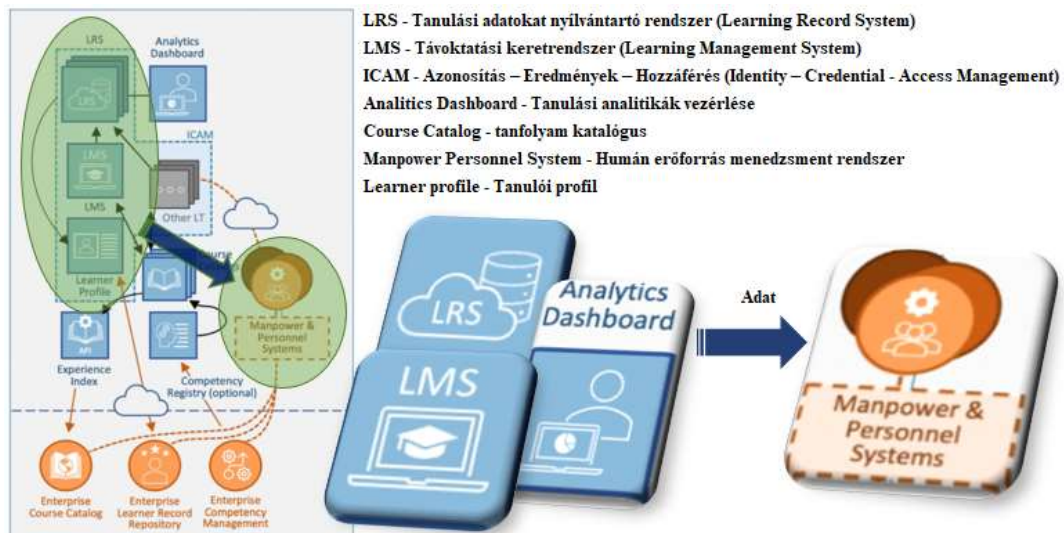 LRS
Analytics
Dashboard
LRS
ICAM
LMS
LMS
Other LT
Learner
Profile
API
Experience
Index
Competency
Registry (optional)
Manpower &
Personnel
Systems
Enterprise
Course Catalog
Enterprise
Learner Record
Repository
Enterprise
Competency
Management
LRS - Tanulási adatokat nyilvántartó rendszer (Learning Record System)
LMS - Távoktatási keretrendszer (Learning Management System)
ICAM - Azonosítás – Eredmények – Hozzáférés (Identity – Credential - Access Management)
Analitics Dashboard - Tanulási analitikák vezérlése
Course Catalog - tanfolyam katalógus
Manpower Personnel System - Humán erőforrás menedzsment rendszer
Learner profile - Tanulói profil
LRS
Analytics
Dashboard
LMS
Adat
Manpower &
Personnel
Systems